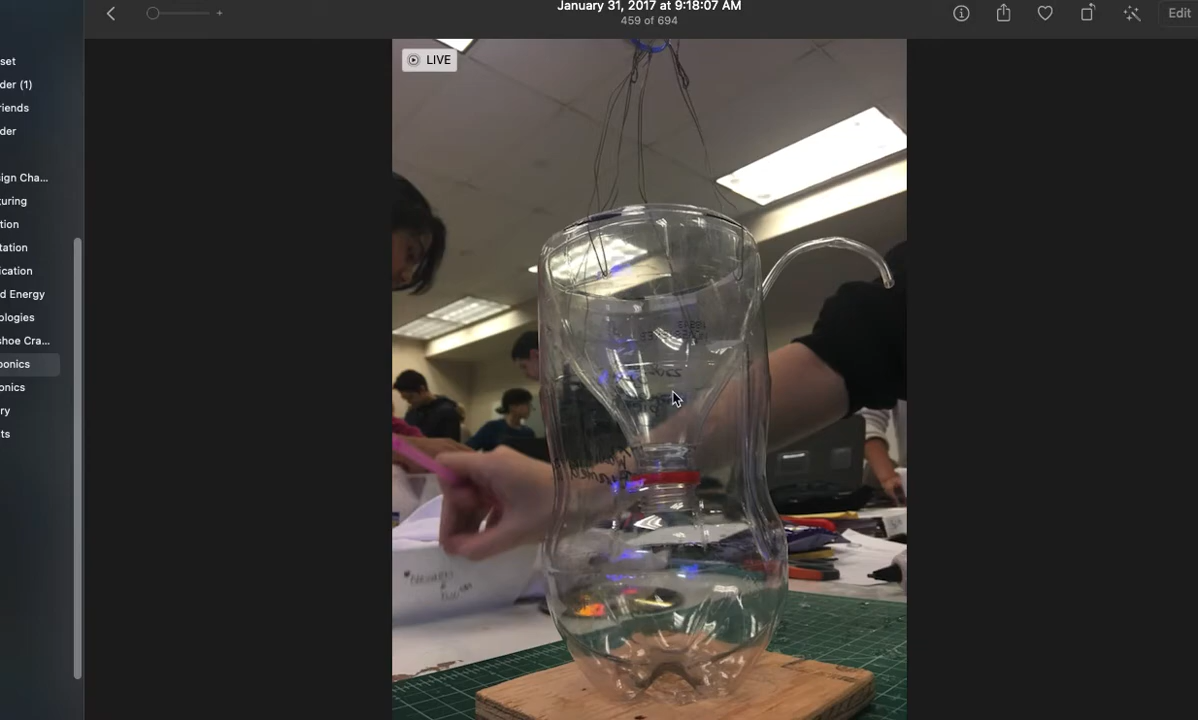 January 31, 2017 at 9:18:07 AM
459 of 694
Edit
LIVE
set
der (1)
riends
der
ign Cha...
turing
tion
tation
ication
d Energy
ologies
shoe Cra...
ponics
onics
ry
ts